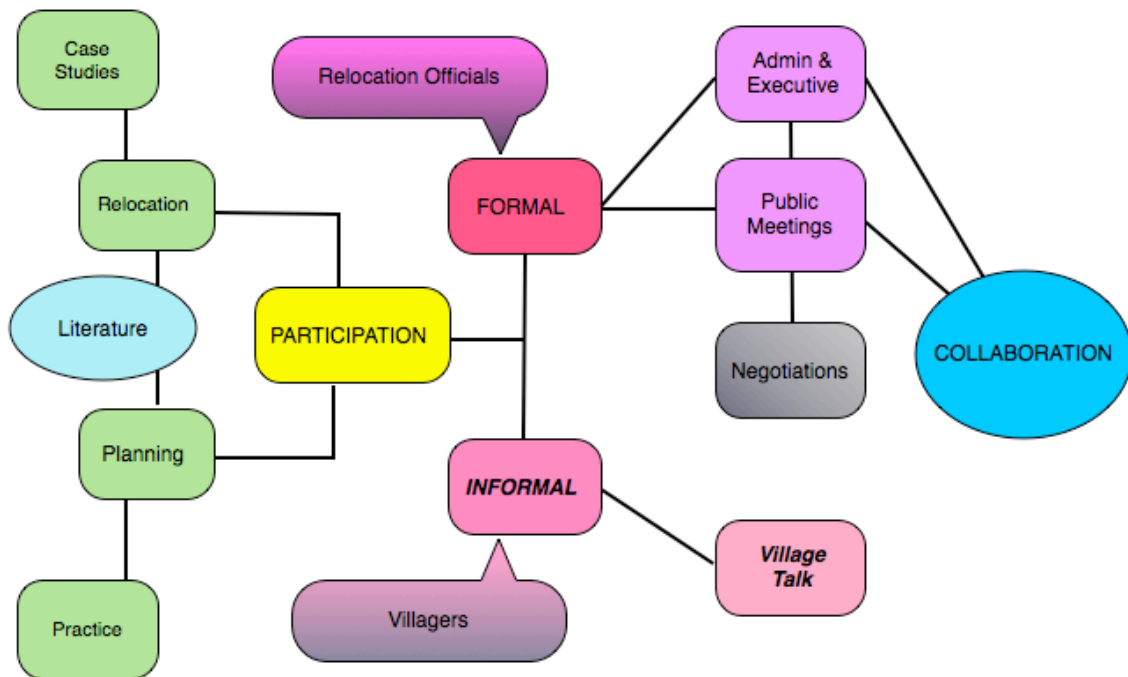 Case
Studies
Relocation Officials
Admin &
Executive
Relocation
FORMAL
Public
Meetings
Literature
PARTICIPATION
COLLABORATION
Negotiations
Planning
INFORMAL
Village
Talk
Villagers
Practice